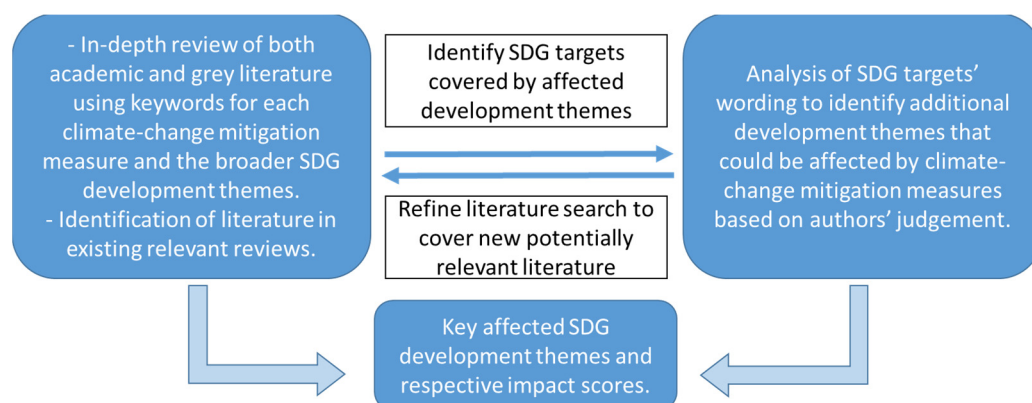 - In-depth review of both
academic and grey literature
using keywords for each
climate-change mitigation
measure and the broader SDG
development themes.
- Identification of literature in
existing relevant reviews.
Identify SDG targets
covered by affected
development themes
Refine literature search to
cover new potentially
relevant literature
Analysis of SDG targets’
wording to identify additional
development themes that
could be affected by climate-
change mitigation measures
based on authors’ judgement.
Key affected SDG
development themes and
respective impact scores.